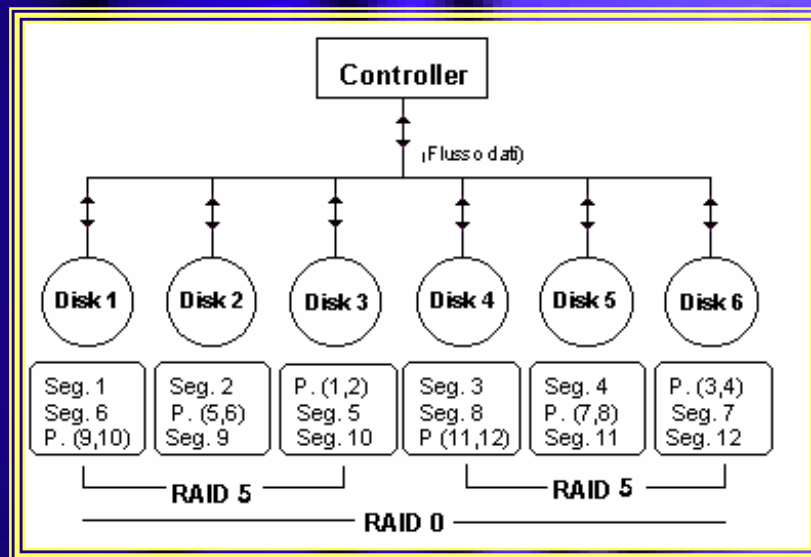 Controller
(Flusso dati)
Disk 1 Disk 2 Disk 3 Disk 4 Disk 5 Disk 6
Seg. 1 Seg. 2 P. (1,2) Seg. 3 Seg. 4 P. (3,4)
Seg. 6 P. (5,6) Seg. 5 Seg. 8 P. (7,8) Seg. 7
P. (9,10) Seg. 9 Seg. 10 P (11,12) Seg. 11 Seg. 12
RAID 5 RAID 5
RAID 0